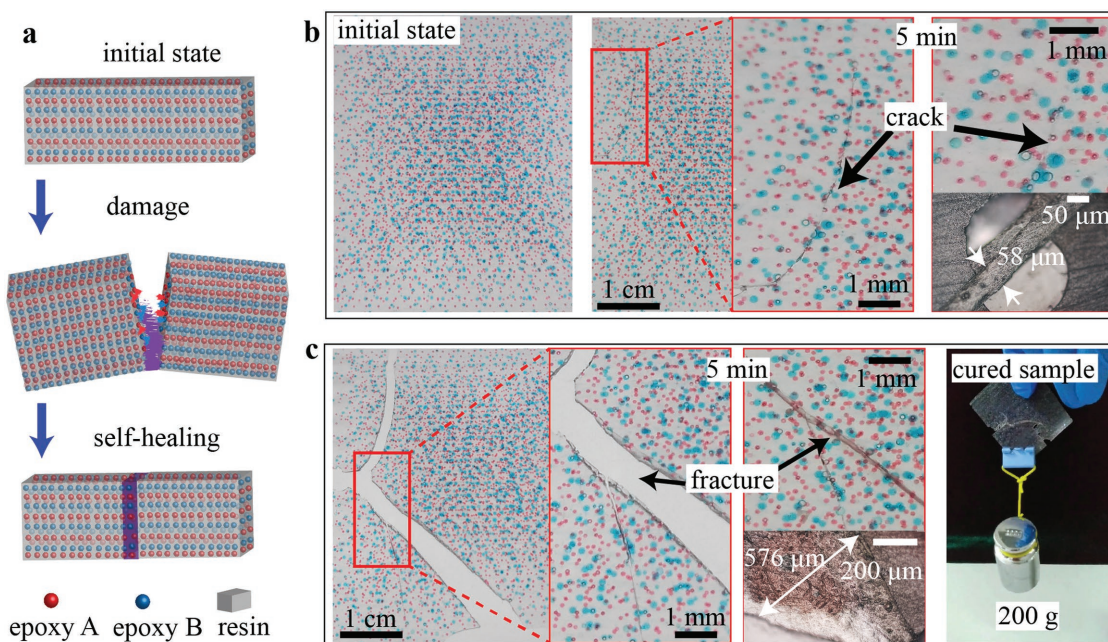 a
initial state
damage
self-healing
epoxy A
epoxy B
resin
b
initial state
1 cm
5 min
crack
1 mm
1 mm
50
μm
58
μm
c
1 cm
5 min
fracture
1 mm
1 mm
576 μm
200 μm
cured sample
200 g